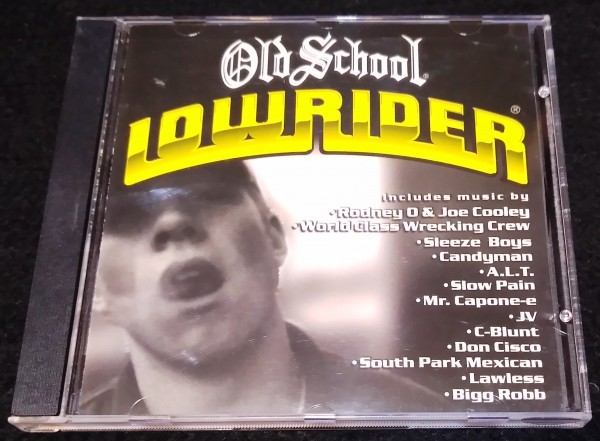 Old School®
LOWRIDER®
includes music by
•Rodney O & Joe Cooley
•World Class Wrecking Crew
•Sleeze Boys
•Candyman
•A.L.T.
•Slow Pain
•Mr. Capone-e
•JV
•C-Blunt
•Don Cisco
•South Park Mexican
•Lawless
•Bigg Robb